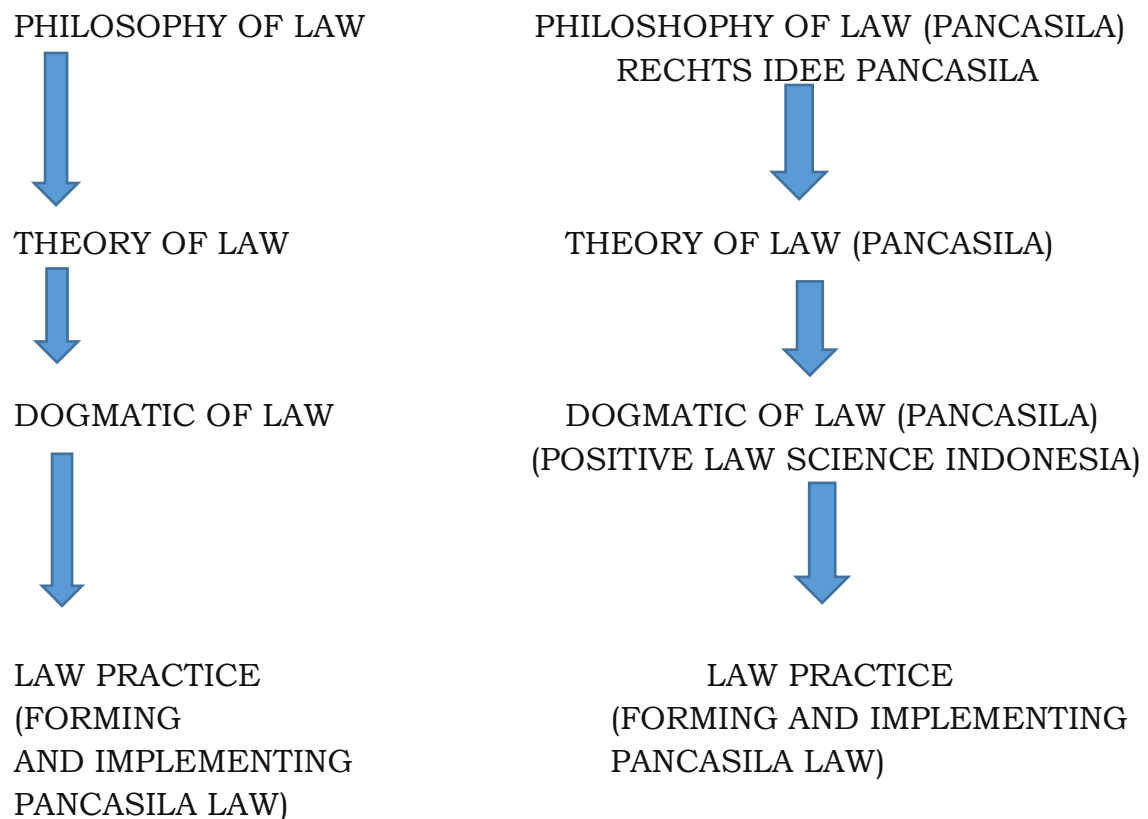 PHILOSOPHY OF LAW
PHILOSHOPHY OF LAW (PANCASILA)
RECHTS IDEE PANCASILA
THEORY OF LAW
THEORY OF LAW (PANCASILA)
DOGMATIC OF LAW
DOGMATIC OF LAW (PANCASILA)
(POSITIVE LAW SCIENCE INDONESIA)
LAW PRACTICE
(FORMING
AND IMPLEMENTING
PANCASILA LAW)
LAW PRACTICE
(FORMING AND IMPLEMENTING
PANCASILA LAW)